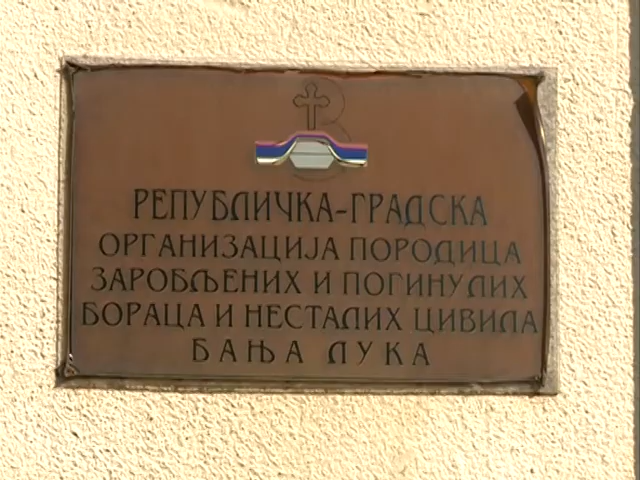 РЕПУБЛИЧКА-ГРАДСКА
ОРГАНИЗАЦИЈА ПОРОДИЦА
ЗАРОБЉЕНИХ И ПОГИНУЛИХ
БОРАЦА И НЕСТАЛИХ ЦИВИЛА
БАЊА ЛУКА